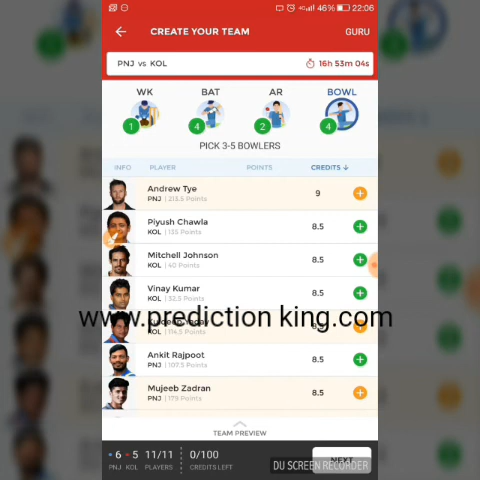 46% 22:06
CREATE YOUR TEAM GURU
PNJ vs KOL 16h 53m 04s
WK BAT AR BOWL
1 4 2 4
PICK 3-5 BOWLERS
INFO PLAYER POINTS CREDITS ↓
Andrew Tye
PNJ | 213.5 Points
9
Piyush Chawla
KOL | 135 Points
8.5
Mitchell Johnson
KOL | 40 Points
8.5
Vinay Kumar
KOL | 32.5 Points
8.5
www.prediction king.com
KOL | 114.5 Points
8.5
Ankit Rajpoot
PNJ | 107.5 Points
8.5
Mujeeb Zadran
PNJ | 179 Points
8.5
TEAM PREVIEW
6 5 11/11 0/100
PNJ KOL PLAYERS CREDITS LEFT
NEXT
DU SCREEN RECORDER